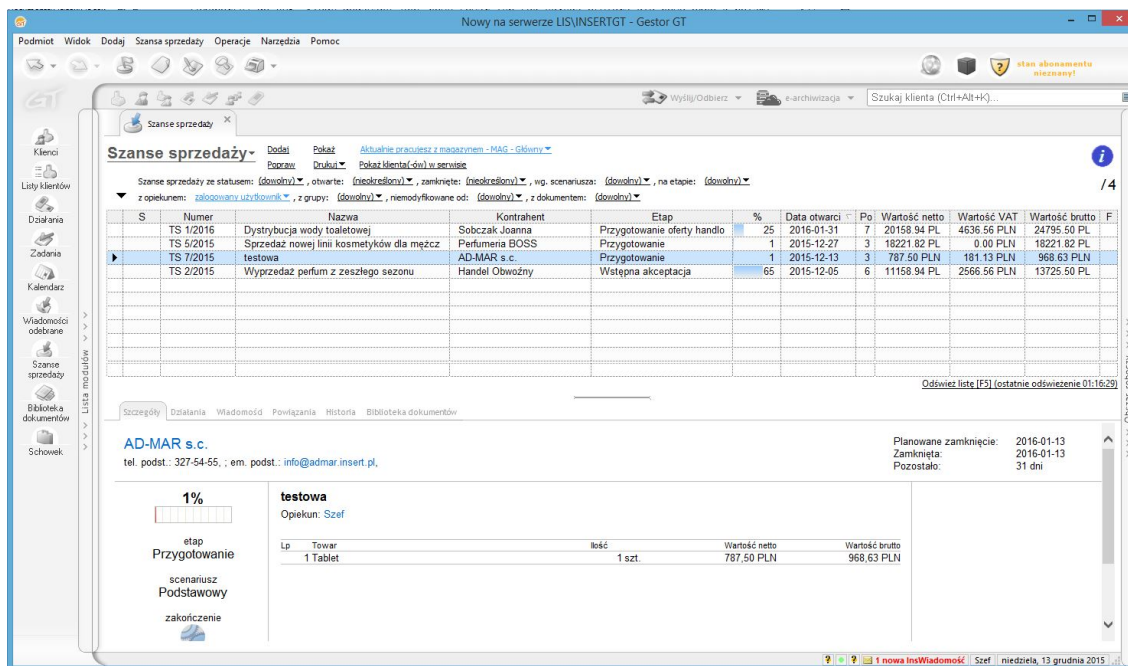 Nowy na serwerze LIS\INSERTGT - Gestor GT
Podmiot Widok Dodaj Szansa sprzedaży Operacje Narzędzia Pomoc
stan abonamentu
nieznany!
GT
Wyślij/Odbierz e-archiwizacja Szukaj klienta (Ctrl+Alt+K)...
Szanse sprzedaży
Klienci
Listy klientów
Działania
Zadania
Kalendarz
Wiadomości
odebrane
Szanse
sprzedaży
Biblioteka
dokumentów
Schowek
Lista modułów
Szanse sprzedaży
Dodaj Pokaż Aktualnie pracujesz z magazynem - MAG - Główny
Popraw Drukuj Pokaż klienta(-ów) w serwisie
Szanse sprzedaży ze statusem: (dowolny) , otwarte: (nieokreślony) , zamknięte: (nieokreślony) , wg. scenariusza: (dowolny) , na etapie: (dowolny)
/4
z opiekunem: zalogowany użytkownik , z grupy: (dowolny) , niemodyfikowane od: (dowolny) , z dokumentem: (dowolny)
S Numer Nazwa Kontrahent Etap % Data otwarci Po Wartość netto Wartość VAT Wartość brutto F
TS 1/2016 Dystrybucja wody toaletowej Sobczak Joanna Przygotowanie oferty handlo 25 2016-01-31 7 20158.94 PL 4636.56 PLN 24795.50 PL
TS 5/2015 Sprzedaż nowej linii kosmetyków dla mężcz Perfumeria BOSS Przygotowanie 1 2015-12-27 3 18221.82 PL 0.00 PLN 18221.82 PL
TS 7/2015 testowa AD-MAR s.c. Przygotowanie 1 2015-12-13 3 787.50 PLN 181.13 PLN 968.63 PLN
TS 2/2015 Wyprzedaż perfum z zeszłego sezonu Handel Obwoźny Wstępna akceptacja 65 2015-12-05 6 11158.94 PL 2566.56 PLN 13725.50 PL
Odśwież listę [F5] (ostatnie odświeżenie 01:16:29)
Obszar roboczy
Szczegóły Działania Wiadomość Powiązania Historia Biblioteka dokumentów
AD-MAR s.c.
tel. podst.: 327-54-55, ; em. podst.: info@admar.insert.pl,
Planowane zamknięcie: 2016-01-13
Zamknięta: 2016-01-13
Pozostało: 31 dni
1%
etap
Przygotowanie
scenariusz
Podstawowy
zakończenie
testowa
Opiekun: Szef
Lp Towar Ilość Wartość netto Wartość brutto
1 Tablet 1 szt. 787,50 PLN 968,63 PLN
1 nowa InsWiadomość Szef niedziela, 13 grudnia 2015